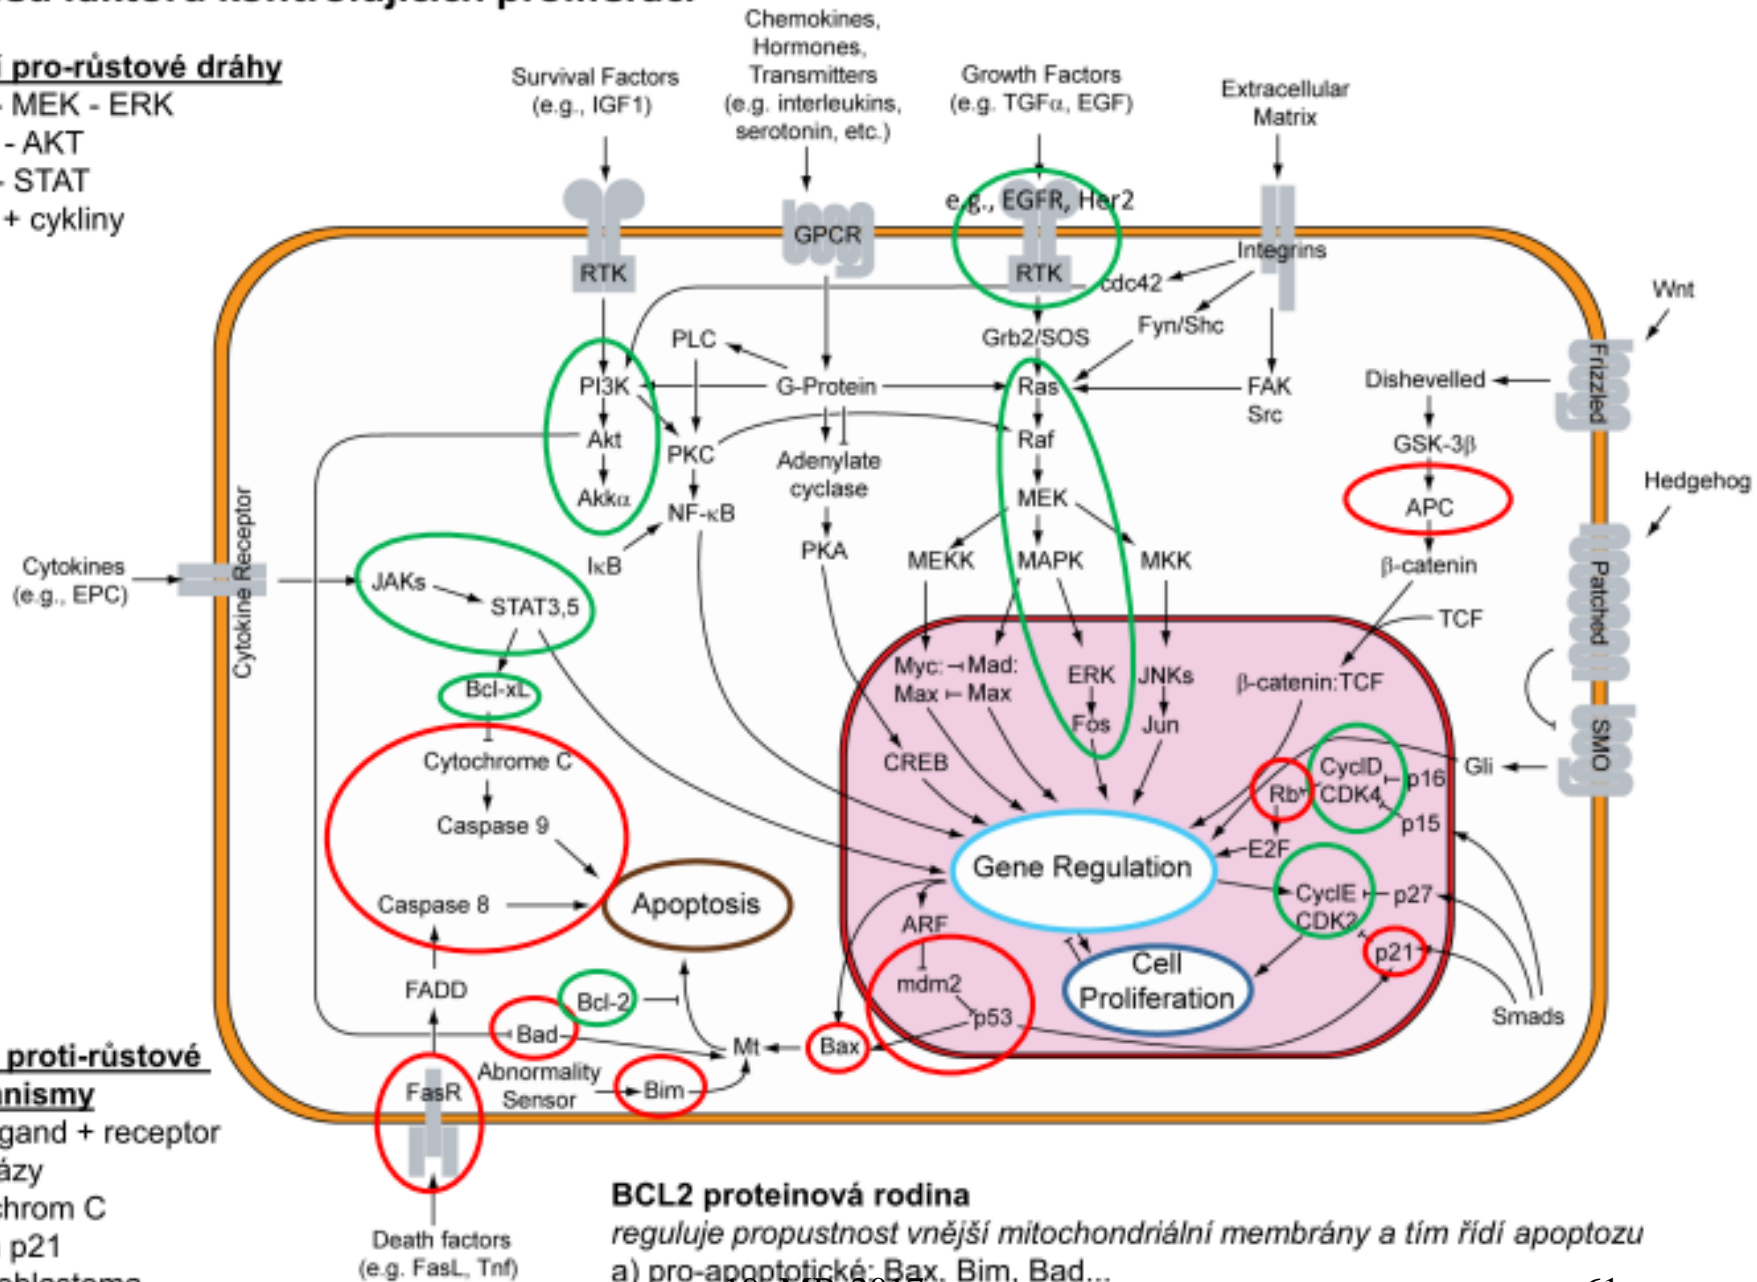 pro-růstové dráhy
- MEK - ERK
- AKT
- STAT
+ cykliny
Chemokines,
Hormones,
Transmitters
(e.g. interleukins,
serotonin, etc.)
Survival Factors
(e.g., IGF1)
Growth Factors
(e.g. TGFα, EGF)
Extracellular
Matrix
e.g., EGFR, Her2
GPCR
RTK
RTK
Integrins
cdc42
Wnt
Fyn/Shc
Grb2/SOS
PLC
Frizzled
Dishevelled
PI3K
G-Protein
Ras
FAK
Src
Akt
Raf
GSK-3β
PKC
Adenylate
cyclase
Akkα
MEK
APC
Hedgehog
NF-κB
PKA
IκB
MEKK
MAPK
MKK
β-catenin
Cytokines
(e.g., EPC)
Cytokine Receptor
JAKs
STAT3,5
Patched
TCF
Myc:
Mad:
Max
Max
ERK
JNKs
β-catenin:TCF
Bcl-xL
Fos
Jun
SMO
Cytochrome C
CREB
CyclD
CDK4
p16
Gli
Rb
Caspase 9
p15
E2F
Gene Regulation
Caspase 8
Apoptosis
CyclE
CDK2
p27
ARF
p21
Cell
Proliferation
mdm2
FADD
Bcl-2
p53
Smads
Bad
Mt
Bax
Abnormality
Sensor
Bim
FasR
proti-růstové
ligand + receptor
chrom C
p21
Death factors
(e.g. FasL, Tnf)
BCL2 proteinová rodina
reguluje propustnost vnější mitochondriální membrány a tím řídí apoptozu
a) pro-apoptotické: Bax, Bim, Bad...